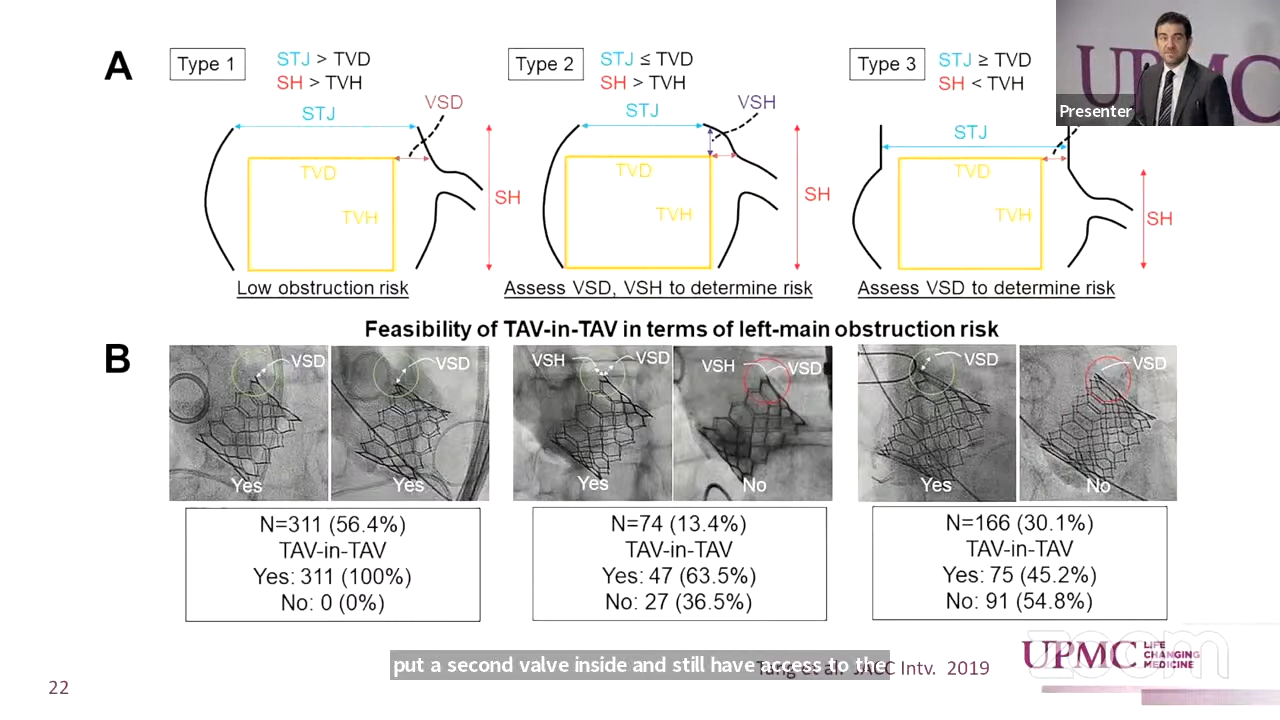 A
Type 1
STJ > TVD
SH > TVH
STJ
VSD
TVD
TVH
SH
Low obstruction risk
Type 2
STJ ≤ TVD
SH > TVH
STJ
VSH
TVD
TVH
SH
Assess VSD, VSH to determine risk
Type 3
STJ ≥ TVD
SH < TVH
STJ
TVD
TVH
SH
Assess VSD to determine risk
UPMC
Presenter
Feasibility of TAV-in-TAV in terms of left-main obstruction risk
B
VSD
Yes
VSD
Yes
VSH
VSD
Yes
VSH
VSD
No
VSD
Yes
VSD
No
N=311 (56.4%)
TAV-in-TAV
Yes: 311 (100%)
No: 0 (0%)
N=74 (13.4%)
TAV-in-TAV
Yes: 47 (63.5%)
No: 27 (36.5%)
N=166 (30.1%)
TAV-in-TAV
Yes: 75 (45.2%)
No: 91 (54.8%)
put a second valve inside and still have access to the
Tang et al. JACC Intv. 2019
UPMC
LIFE
CHANGING
MEDICINE
zoom
22